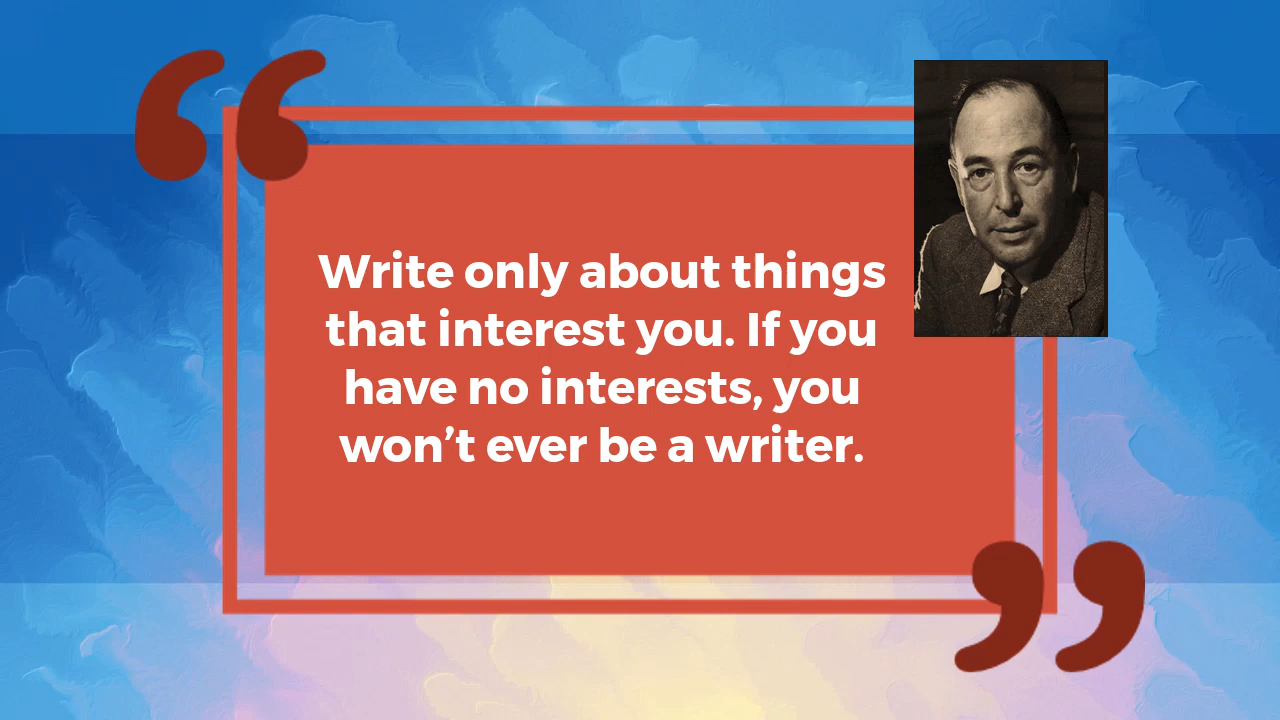 Write only about things
that interest you. If you
have no interests, you
won’t ever be a writer.